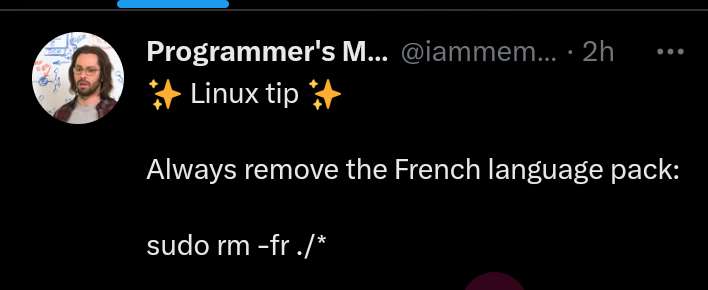 Programmer's M... @iammem... · 2h ...
✨ Linux tip ✨
Always remove the French language pack:
sudo rm -fr ./*